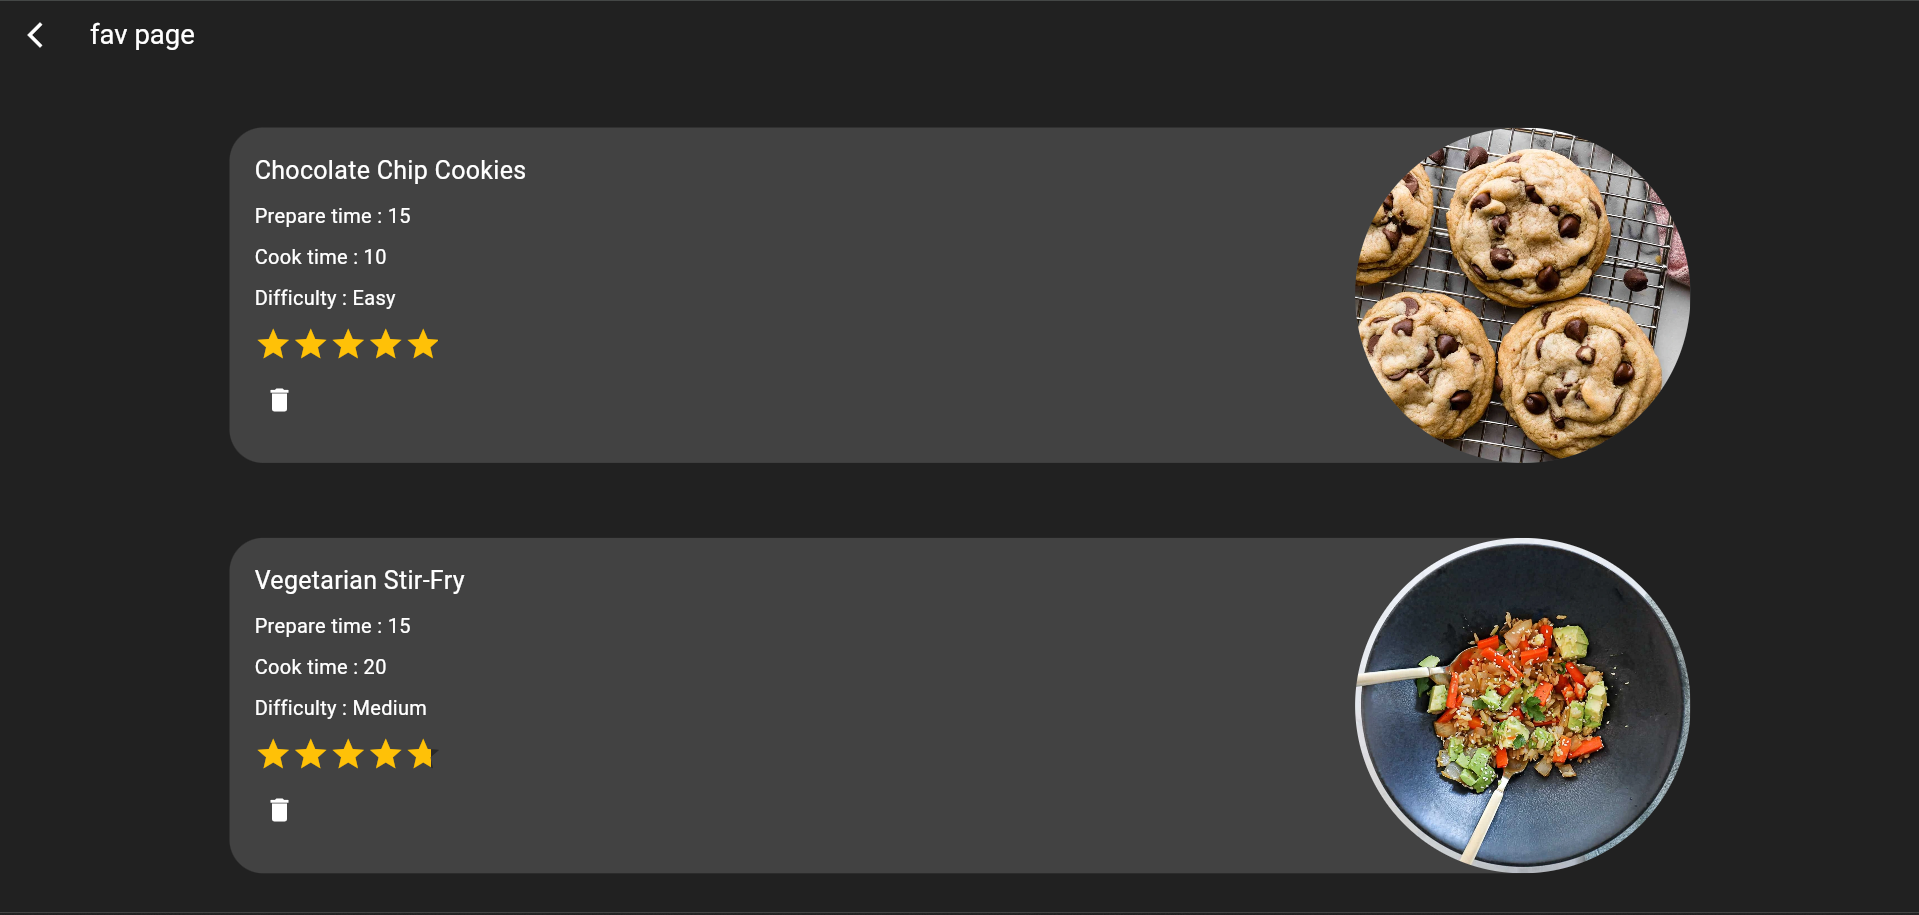 fav page
Chocolate Chip Cookies
Prepare time : 15
Cook time : 10
Difficulty : Easy
Vegetarian Stir-Fry
Prepare time : 15
Cook time : 20
Difficulty : Medium